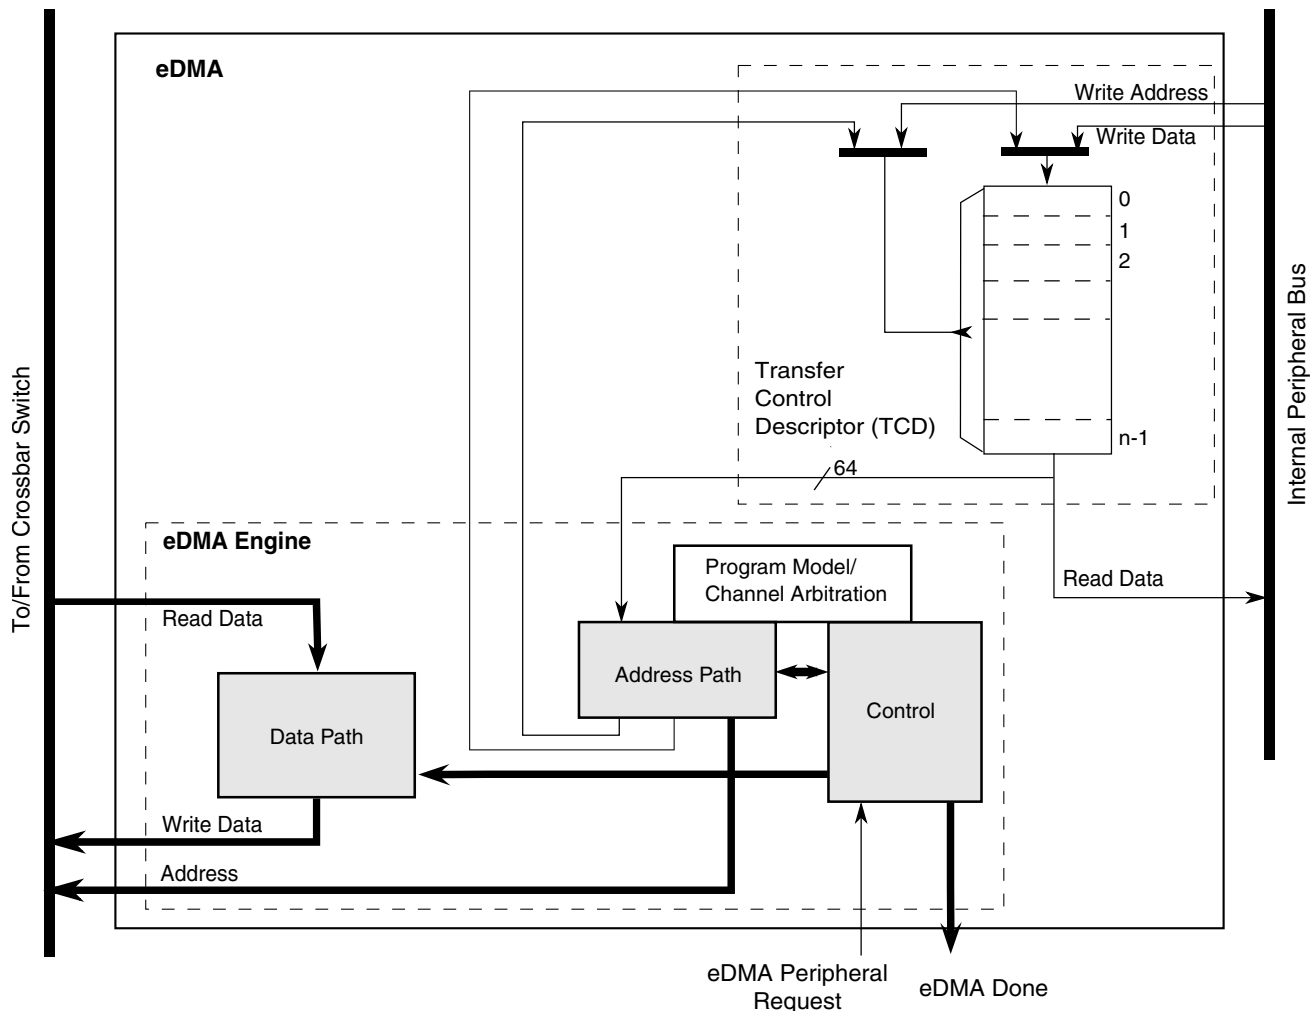 eDMA
Write Address
Write Data
0
1
2
n-1
Transfer
Control
Descriptor (TCD)
64
Internal Peripheral Bus
To/From Crossbar Switch
eDMA Engine
Program Model/
Channel Arbitration
Read Data
Read Data
Address Path
Control
Data Path
Write Data
Address
eDMA Peripheral
Request
eDMA Done